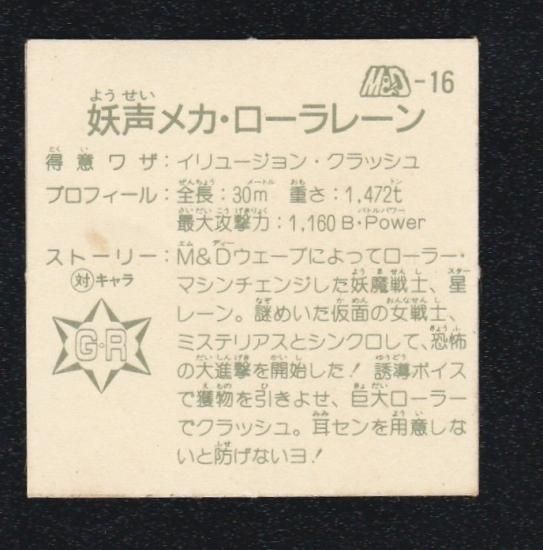 M&D-16
妖声メカ・ローラレーン
得意ワザ：イリュージョン・クラッシュ
プロフィール：全長：30m 重さ：1,472t
最大攻撃力：1,160 B・Power
ストーリー：M&Dウェーブによってローラー・
対キャラ マシンチェンジした妖魔戦士、星
レーン。謎めいた仮面の女戦士、
G・R ミステリアスとシンクロして、恐怖
の大進撃を開始した！誘導ボイス
で獲物を引きよせ、巨大ローラー
でクラッシュ。耳センを用意しな
いと防げないヨ！